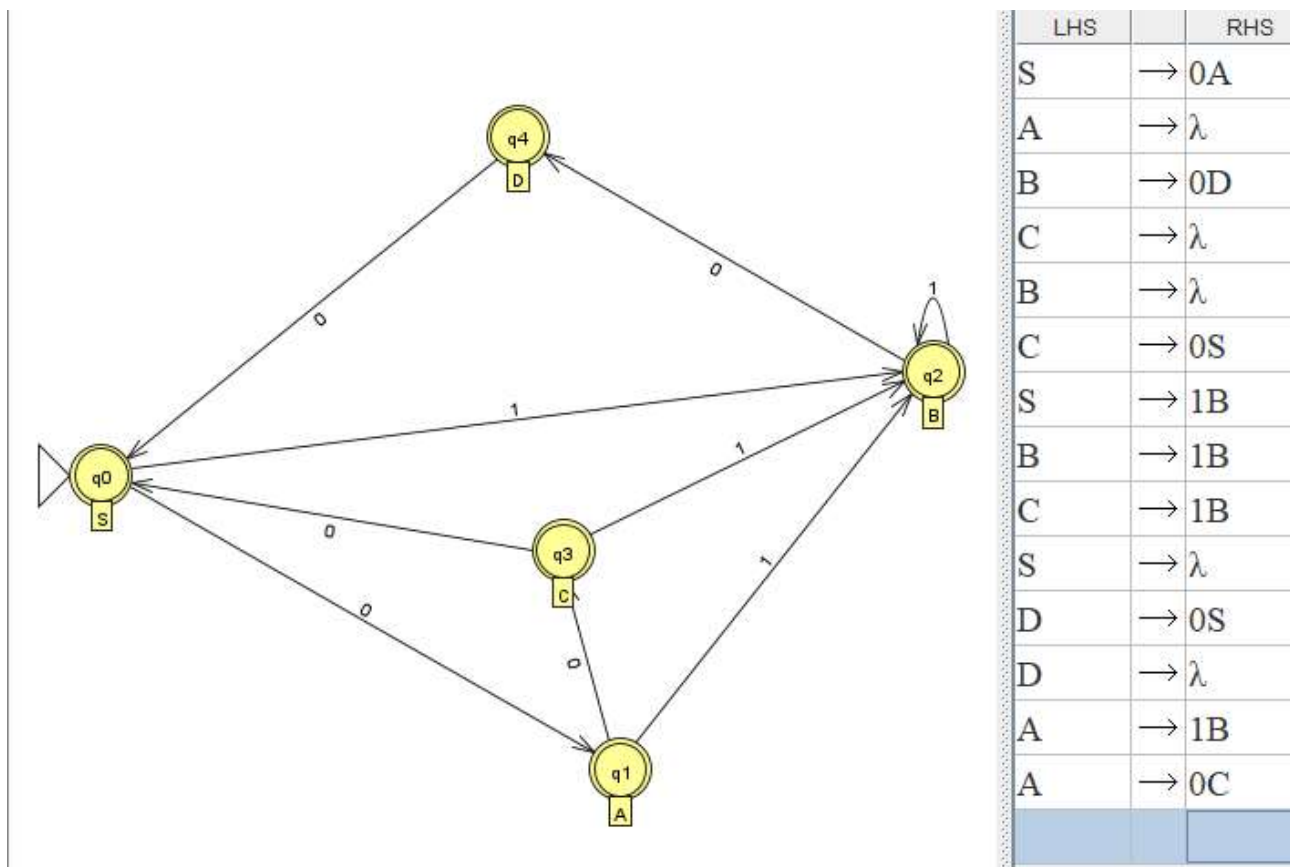 LHS RHS
S → 0A
A → λ
B → 0D
C → λ
B → λ
C → 0S
S → 1B
B → 1B
C → 1B
S → λ
D → 0S
D → λ
A → 1B
A → 0C
q4
D
0
0
1
q2
B
1
q0
S
1
0
q3
C
0
1
0
q1
A